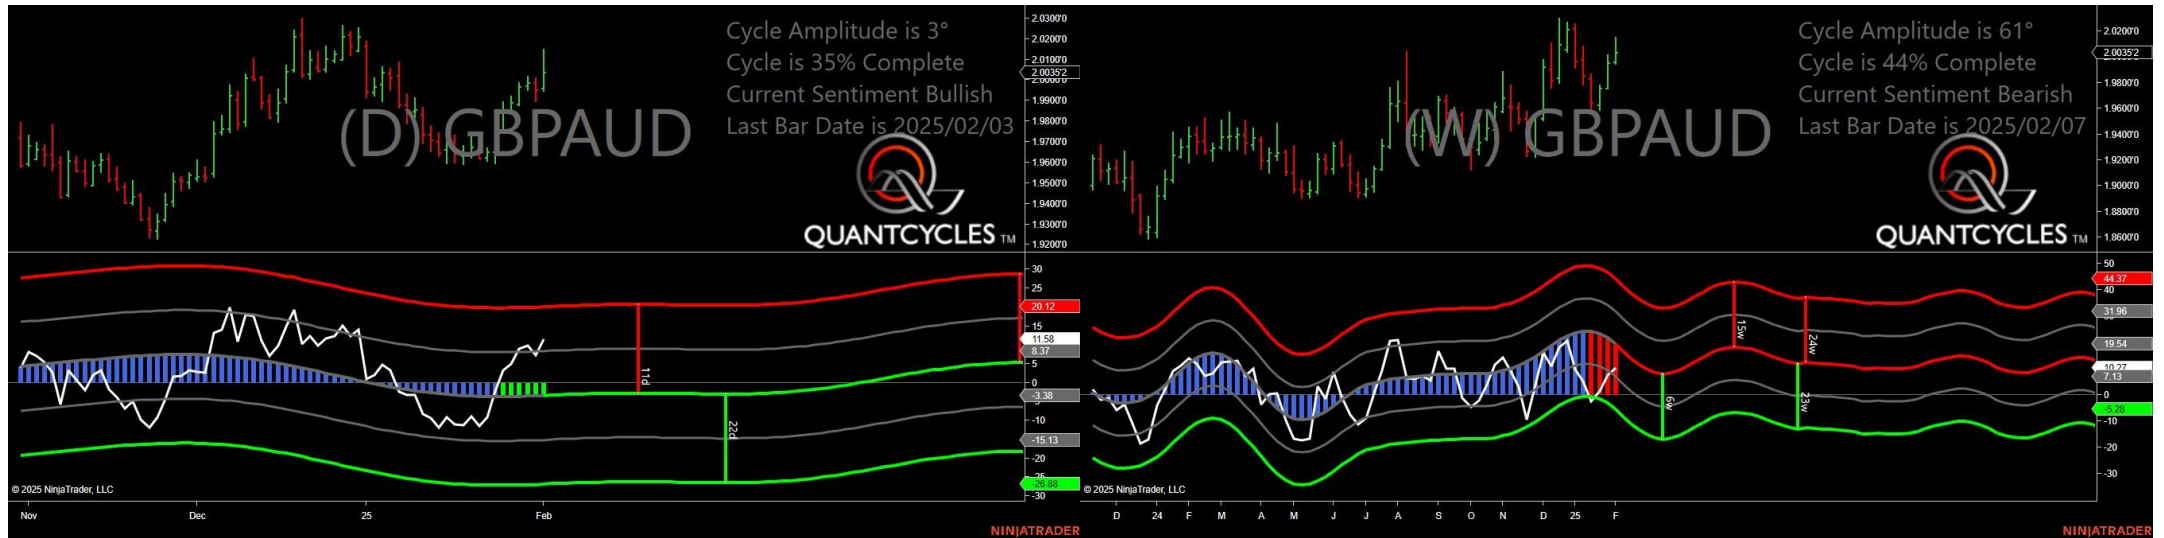 Cycle Amplitude is 3°
Cycle is 35% Complete
Current Sentiment Bullish
Last Bar Date is 2025/02/03
(D) GBPAUD
QUANTCYCLES TM
2.0300'0
2.0200'0
2.0100'0
2.0035'2
2.0000'0
1.9900'0
1.9800'0
1.9700'0
1.9600'0
1.9500'0
1.9400'0
1.9300'0
1.9200'0
30
25
20.12
15
11.58
8.37
5
0
-3.38
-10
-15.13
-20
-26.88
-30
11d
22d
© 2025 NinjaTrader, LLC
Nov Dec 25 Feb
NINJATRADER
Cycle Amplitude is 61°
Cycle is 44% Complete
Current Sentiment Bearish
Last Bar Date is 2025/02/07
(W) GBPAUD
QUANTCYCLES TM
2.0200'0
2.0035'2
1.9800'0
1.9600'0
1.9400'0
1.9200'0
1.9000'0
1.8800'0
1.8600'0
50
44.37
40
31.96
19.54
10.27
7.13
0
-5.28
-10
-20
-30
6w
15w
23w
24w
© 2025 NinjaTrader, LLC
D 24 F M A M J J A S O N D 25 F
NINJATRADER